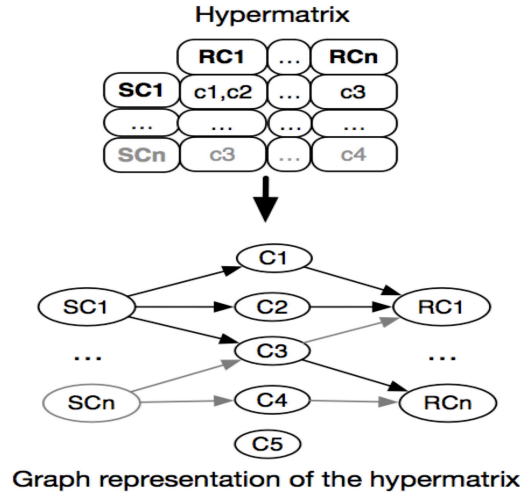 Hypermatrix
RC1 ... RCn
SC1 c1,c2 ... c3
... ... ... ...
SCn c3 ... c4
C1
SC1 C2 RC1
... C3 ...
SCn C4 RCn
C5
Graph representation of the hypermatrix